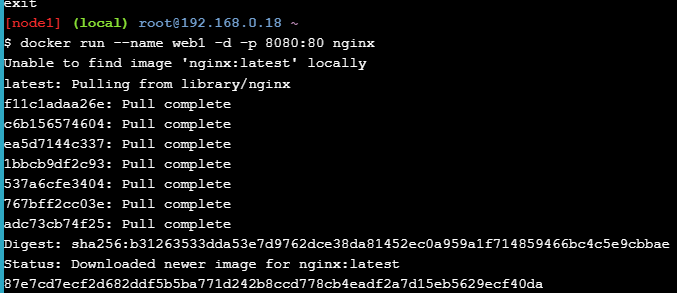 exit
[node1] (local) root@192.168.0.18 ~
$ docker run --name web1 -d -p 8080:80 nginx
Unable to find image 'nginx:latest' locally
latest: Pulling from library/nginx
f11c1adaa26e: Pull complete
c6b156574604: Pull complete
ea5d7144c337: Pull complete
1bbcb9df2c93: Pull complete
537a6cfe3404: Pull complete
767bff2cc03e: Pull complete
adc73cb74f25: Pull complete
Digest: sha256:b31263533dda53e7d9762dce38da81452ec0a959a1f714859466bc4c5e9cbbae
Status: Downloaded newer image for nginx:latest
87e7cd7ecf2d682ddf5b5ba771d242b8ccd778cb4eadf2a7d15eb5629ecf40da